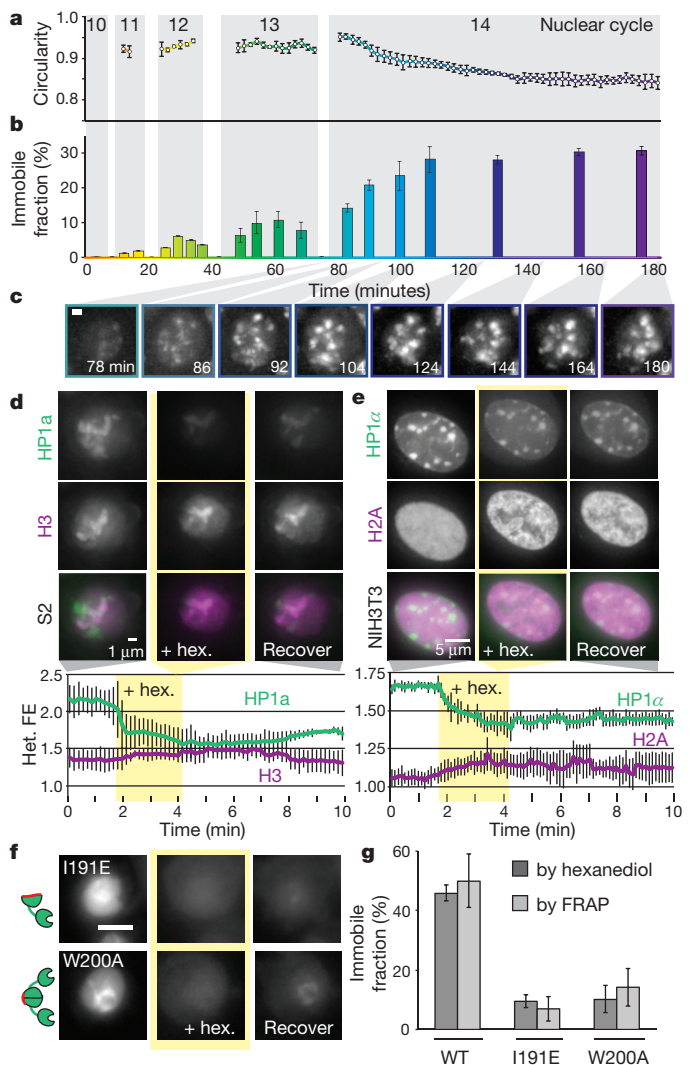 a
10 11 12 13 14 Nuclear cycle
Circularity
1.0
0.9
0.8
b
Immobile
fraction (%)
30
20
10
0
0 20 40 60 80 100 120 140 160 180
Time (minutes)
c
78 min 86 92 104 124 144 164 180
d
HP1a
H3
S2
1 μm + hex. Recover
Het. FE
2.5
2.0
1.5
1.0
+ hex.
HP1a
H3
0 2 4 6 8 10
Time (min)
e
HP1α
H2A
NIH3T3
5 μm + hex. Recover
1.75
1.50
1.25
1.00
+ hex.
HP1α
H2A
0 2 4 6 8 10
Time (min)
f
I191E
W200A
+ hex. Recover
g
Immobile
fraction (%)
60
40
20
0
by hexanediol
by FRAP
WT I191E W200A